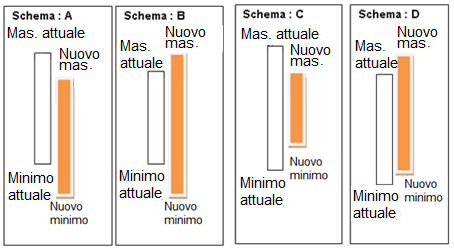 Schema : A
Mas. attuale
Nuovo
mas.
Minimo
attuale
Nuovo
minimo
Schema : B
Nuovo
mas.
Mas.
attuale
Minimo
attuale
Nuovo
minimo
Schema : C
Mas. attuale
Nuovo
mas.
Nuovo
minimo
Minimo
attuale
Schema : D
Nuovo
mas.
Mas.
attuale
Nuovo
minimo
Minimo
attuale